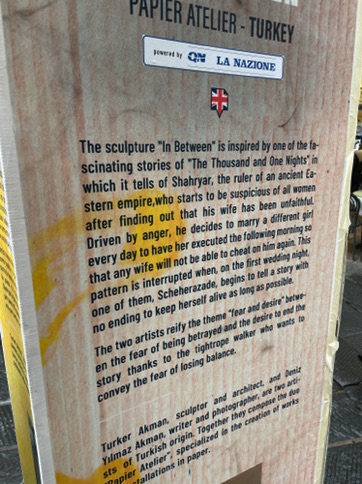 PAPIER ATELIER - TURKEY
powered by QN LA NAZIONE
The sculpture "In Between" is inspired by one of the fa-
scinating stories of "The Thousand and One Nights" in
which it tells of Shahryar, the ruler of an ancient Ea-
stern empire,who starts to be suspicious of all women
after finding out that his wife has been unfaithful.
Driven by anger, he decides to marry a different girl
every day to have her executed the following morning so
that any wife will not be able to cheat on him again. This
pattern is interrupted when, on the first wedding night,
one of them, Scheherazade, begins to tell a story with
no ending to keep herself alive as long as possible.
The two artists reify the theme "fear and desire" betwe-
en the fear of being betrayed and the desire to end the
story thanks to the tightrope walker who wants to
convey the fear of losing balance.
Turker Akman, sculptor and architect, and Deniz
Yilmaz Akman, writer and photographer, are two arti-
sts of Turkish origin. Together they compose the duo
"Papier Atelier", specialized in the creation of works
installations in paper.